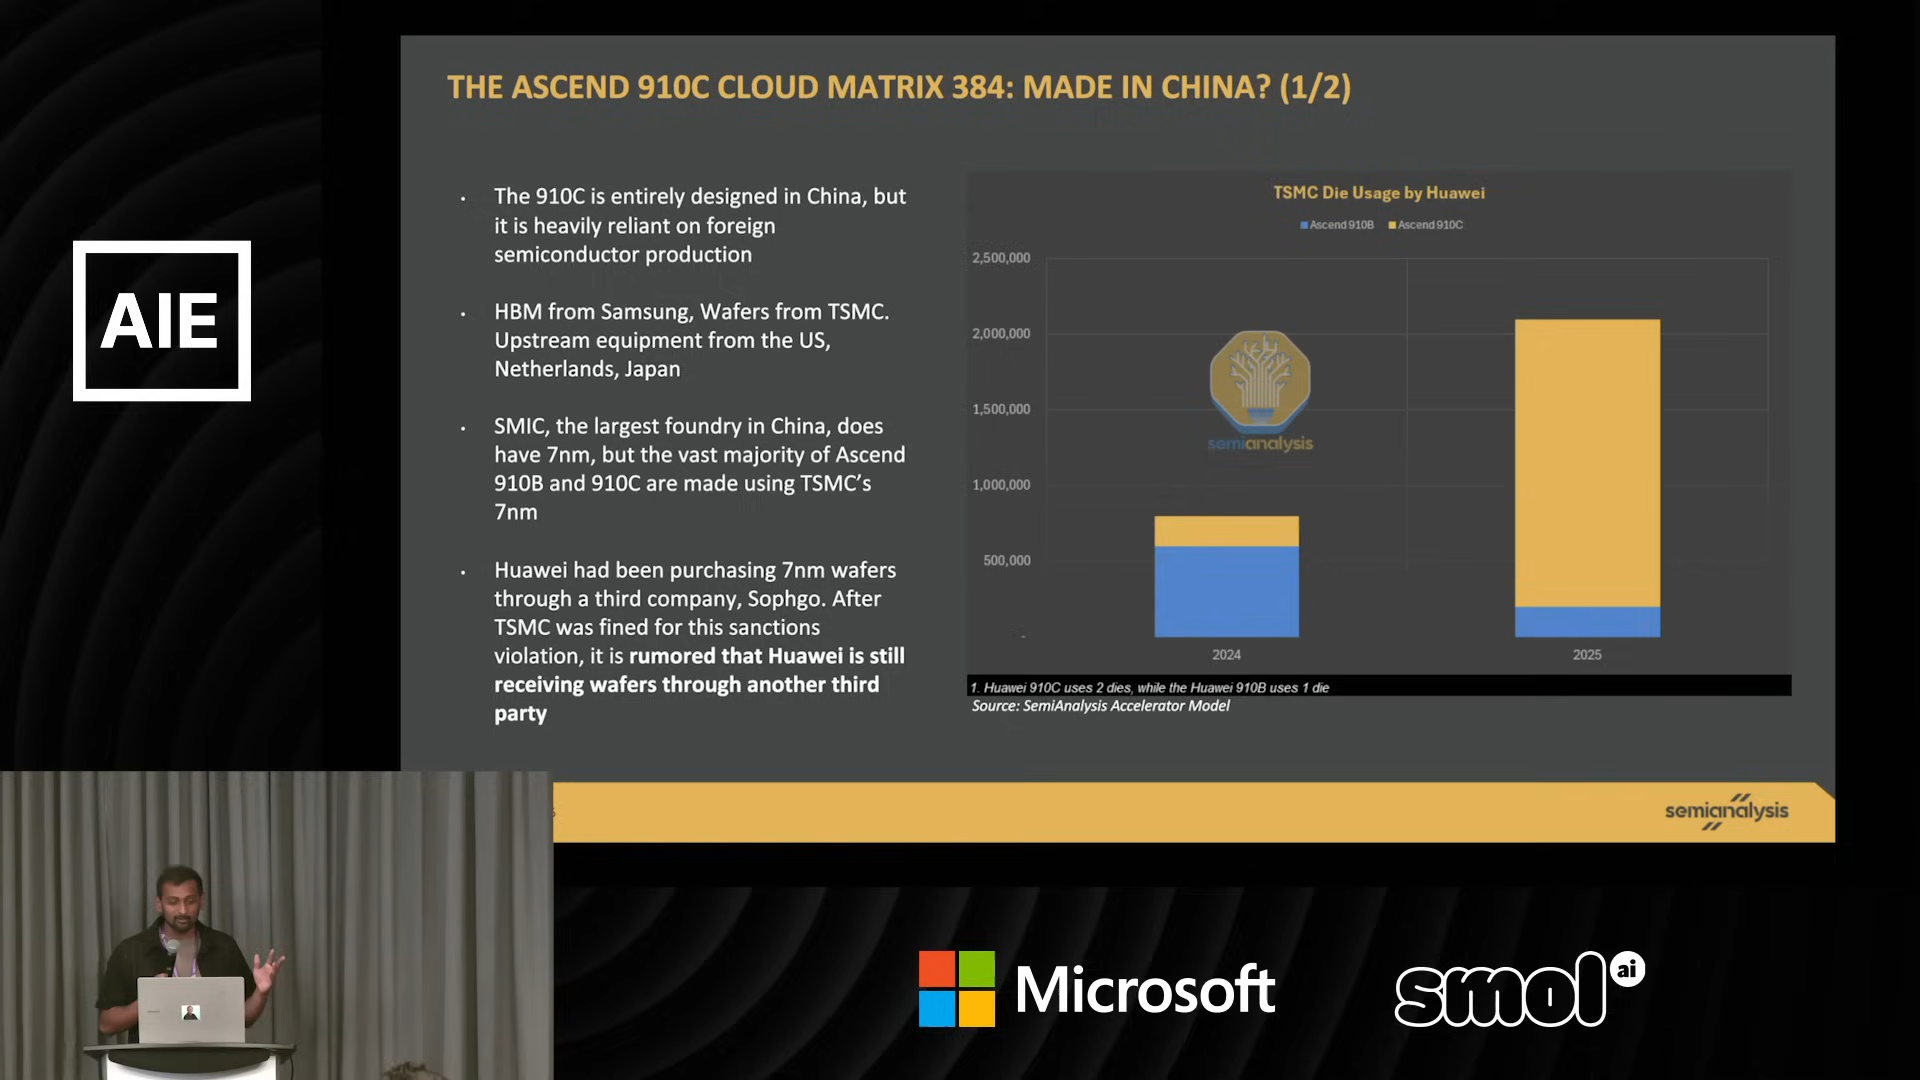 THE ASCEND 910C CLOUD MATRIX 384: MADE IN CHINA? (1/2)
AIE
The 910C is entirely designed in China, but
it is heavily reliant on foreign
semiconductor production
HBM from Samsung, Wafers from TSMC.
Upstream equipment from the US,
Netherlands, Japan
SMIC, the largest foundry in China, does
have 7nm, but the vast majority of Ascend
910B and 910C are made using TSMC's
7nm
Huawei had been purchasing 7nm wafers
through a third company, Sophgo. After
TSMC was fined for this sanctions
violation, it is rumored that Huawei is still
receiving wafers through another third
party
TSMC Die Usage by Huawei
Ascend 910B Ascend 910C
2,500,000
2,000,000
1,500,000
1,000,000
500,000
-
semianalysis
2024 2025
1. Huawei 910C uses 2 dies, while the Huawei 910B uses 1 die
Source: SemiAnalysis Accelerator Model
semianalysis
Microsoft
smol ai